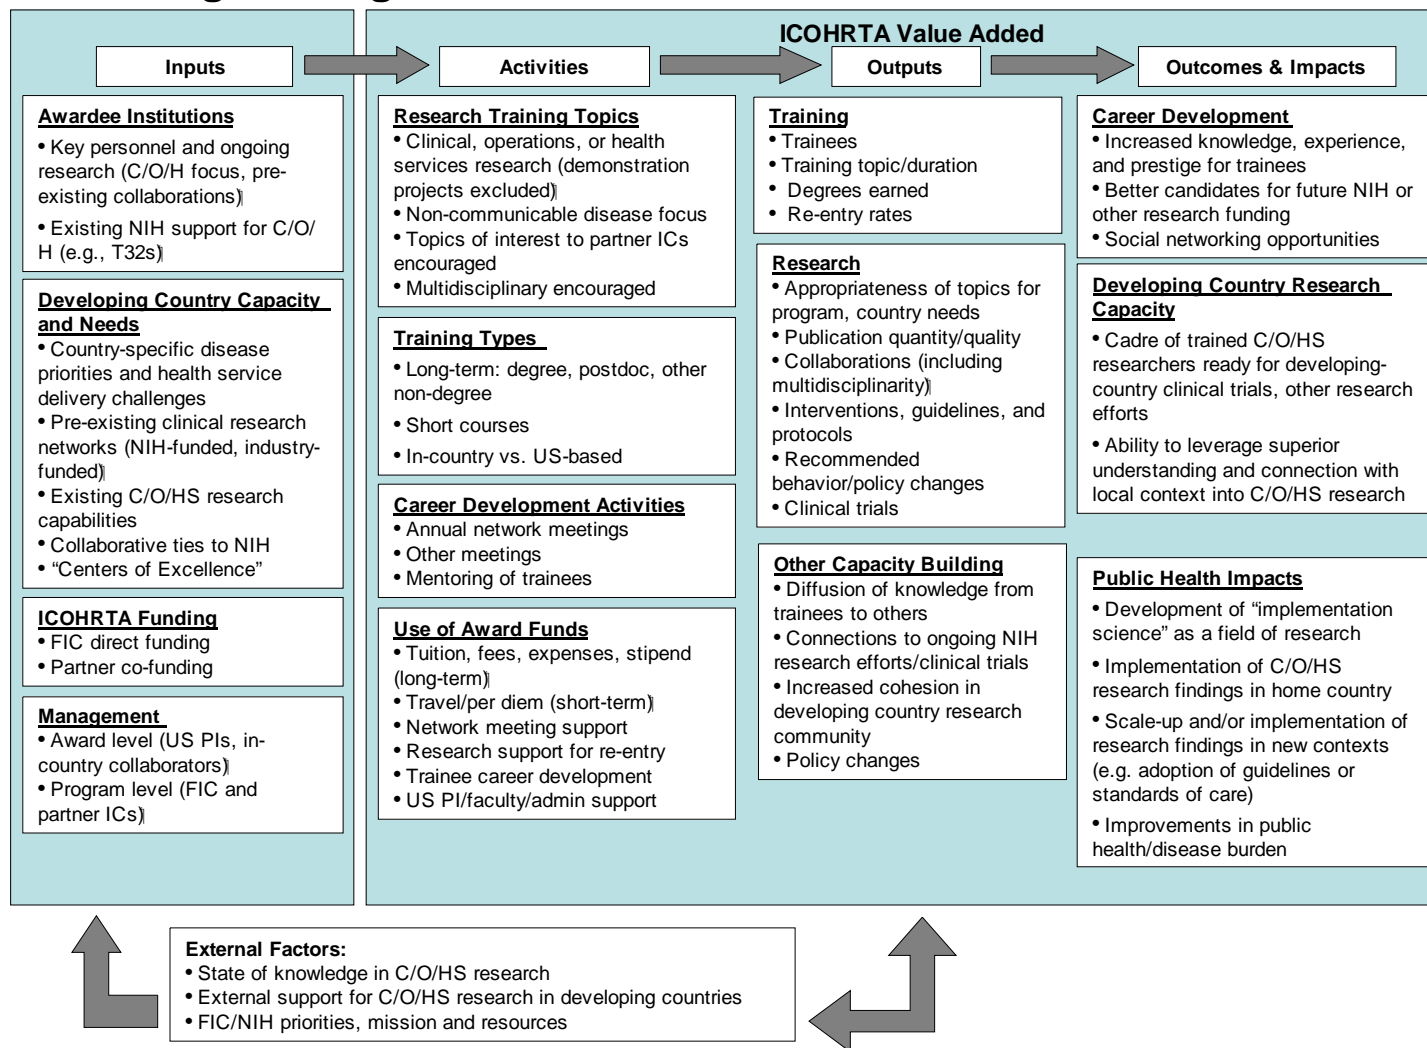 ICOHRTA Value Added
Inputs
Activities
Outputs
Outcomes & Impacts
Awardee Institutions
• Key personnel and ongoing
research (C/O/H focus, pre-
existing collaborations)
• Existing NIH support for C/O/
H (e.g., T32s)
Developing Country Capacity
and Needs
• Country-specific disease
priorities and health service
delivery challenges
• Pre-existing clinical research
networks (NIH-funded, industry-
funded)
• Existing C/O/HS research
capabilities
• Collaborative ties to NIH
• “Centers of Excellence”
ICOHRTA Funding
• FIC direct funding
• Partner co-funding
Management
• Award level (US PIs, in-
country collaborators)
• Program level (FIC and
partner ICs)
Research Training Topics
• Clinical, operations, or health
services research (demonstration
projects excluded)
• Non-communicable disease focus
• Topics of interest to partner ICs
encouraged
• Multidisciplinary encouraged
Training Types
• Long-term: degree, postdoc, other
non-degree
• Short courses
• In-country vs. US-based
Career Development Activities
• Annual network meetings
• Other meetings
• Mentoring of trainees
Use of Award Funds
• Tuition, fees, expenses, stipend
(long-term)
• Travel/per diem (short-term)
• Network meeting support
• Research support for re-entry
• Trainee career development
• US PI/faculty/admin support
Training
• Trainees
• Training topic/duration
• Degrees earned
• Re-entry rates
Research
• Appropriateness of topics for
program, country needs
• Publication quantity/quality
• Collaborations (including
multidisciplinarity)
• Interventions, guidelines, and
protocols
• Recommended
behavior/policy changes
• Clinical trials
Other Capacity Building
• Diffusion of knowledge from
trainees to others
• Connections to ongoing NIH
research efforts/clinical trials
• Increased cohesion in
developing country research
community
• Policy changes
Career Development
• Increased knowledge, experience,
and prestige for trainees
• Better candidates for future NIH or
other research funding
• Social networking opportunities
Developing Country Research
Capacity
• Cadre of trained C/O/HS
researchers ready for developing-
country clinical trials, other research
efforts
• Ability to leverage superior
understanding and connection with
local context into C/O/HS research
Public Health Impacts
• Development of “implementation
science” as a field of research
• Implementation of C/O/HS
research findings in home country
• Scale-up and/or implementation of
research findings in new contexts
(e.g. adoption of guidelines or
standards of care)
• Improvements in public
health/disease burden
External Factors:
• State of knowledge in C/O/HS research
• External support for C/O/HS research in developing countries
• FIC/NIH priorities, mission and resources